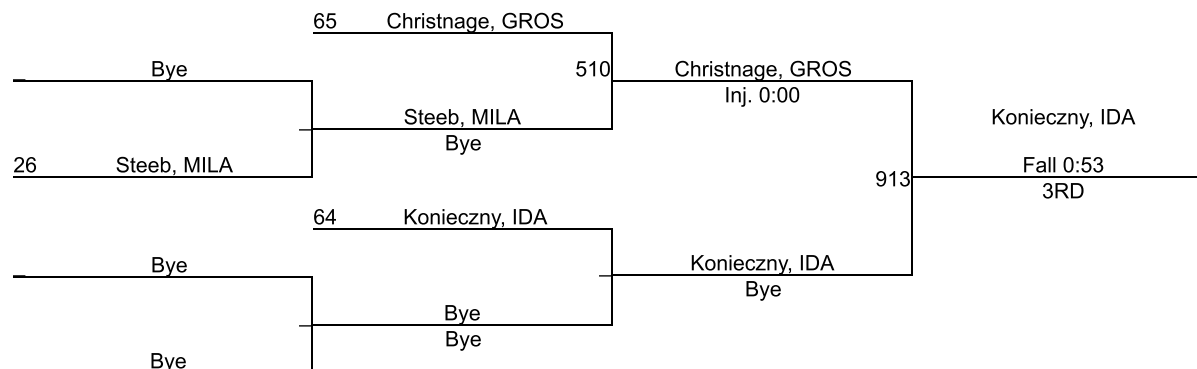 65 Christnage, GROS
Bye
510 Christnage, GROS
Inj. 0:00
Steeb, MILA
Bye
Konieczny, IDA
26 Steeb, MILA
Fall 0:53
913
3RD
64 Konieczny, IDA
Bye
Konieczny, IDA
Bye
Bye
Bye
Bye